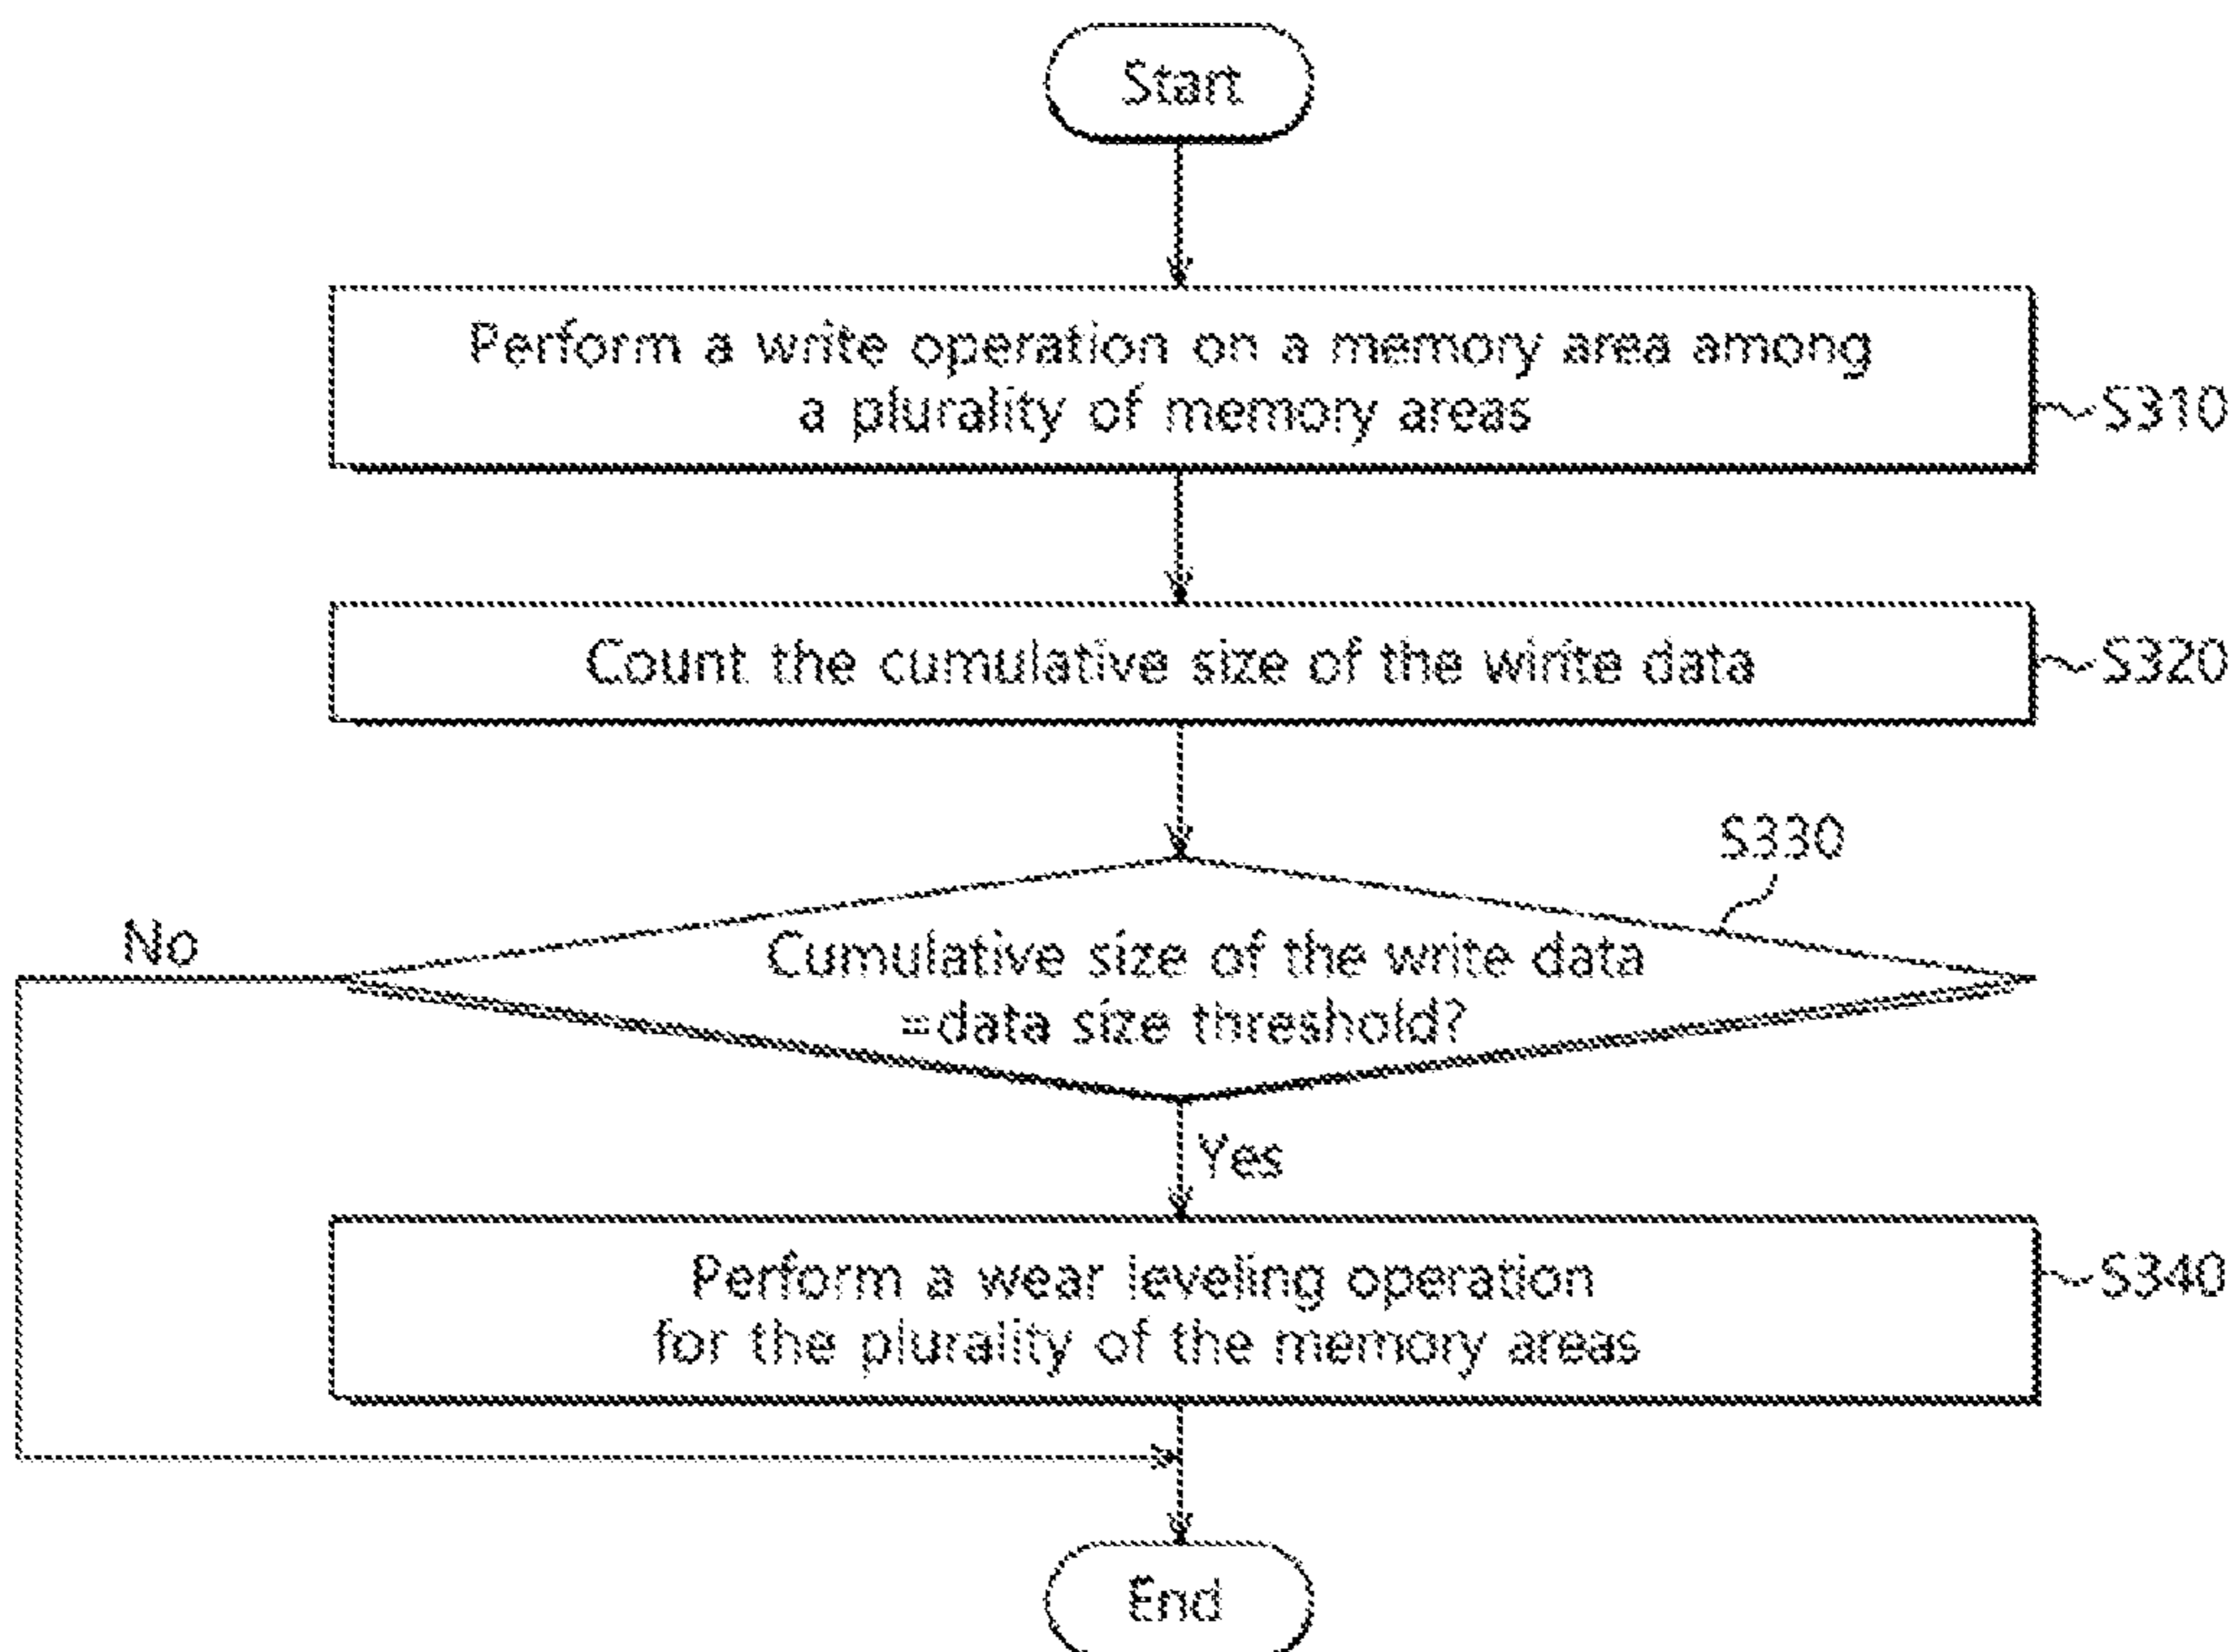 Start
Perform a write operation on a memory area among
a plurality of memory areas
S310
Count the cumulative size of the wirite data
S320
S330
No
Cumulative size of the write data
=data size threshold?
Yes
Perform a wear leveling operation
for the plurality of the memory areas
S340
End